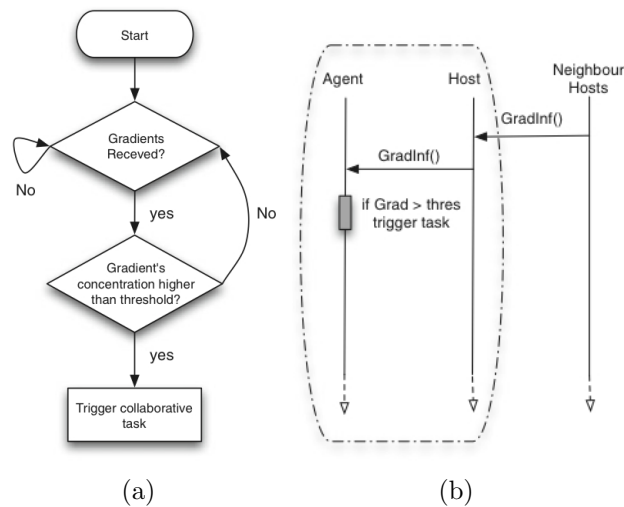 Start
Gradients
Receved?
No
yes
No
Gradient's
concentration higher
than threshold?
yes
Trigger collaborative
task
(a)
Agent
Host
Neighbour
Hosts
GradInf()
GradInf()
if Grad > thres
trigger task
(b)